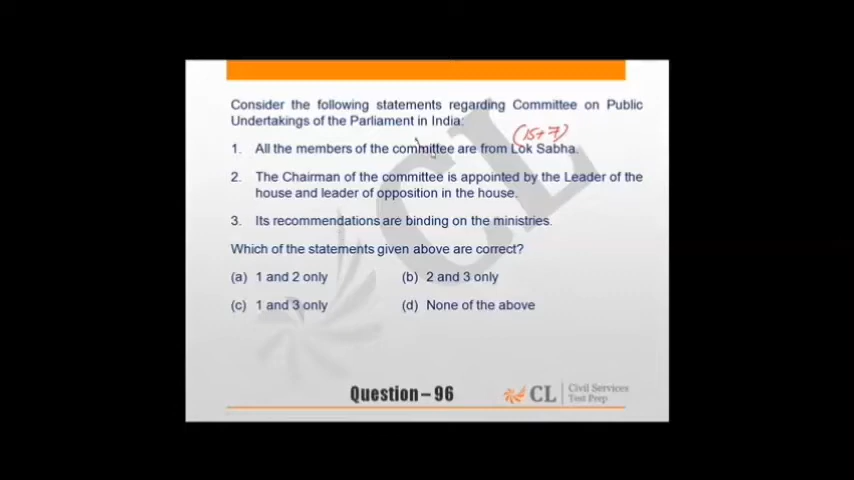 Consider the following statements regarding Committee on Public
Undertakings of the Parliament in India:
(15+7)
1. All the members of the committee are from Lok Sabha.
2. The Chairman of the committee is appointed by the Leader of the
house and leader of opposition in the house.
3. Its recommendations are binding on the ministries.
Which of the statements given above are correct?
(a) 1 and 2 only (b) 2 and 3 only
(c) 1 and 3 only (d) None of the above
Question – 96
CL Civil Services
Test Prep